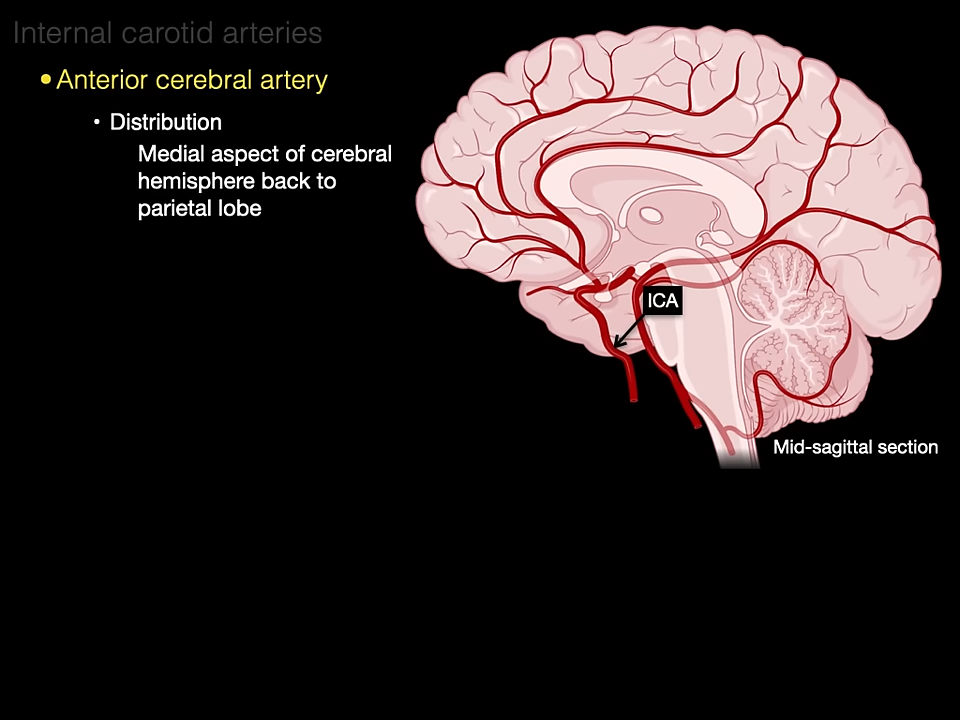 Internal carotid arteries
• Anterior cerebral artery
• Distribution
Medial aspect of cerebral
hemisphere back to
parietal lobe
ICA
Mid-sagittal section